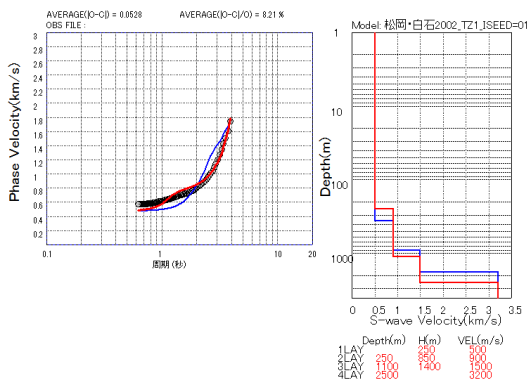 AVERAGE(|O-C|) = 0.0528 AVERAGE(|O-C|/O) = 8.21 %
OBS FILE :
Model: 松岡・白石2002_TZ1_ISEED=01
3
2.8
2.6
2.4
2.2
2
1.8
1.6
1.4
1.2
1
0.8
0.6
0.4
0.2
Phase Velocity(km/s)
0.1 1 10 20
周期(秒)
1
10
100
1000
Depth(m)
0 0.5 1 1.5 2 2.5 3 3.5
S-wave Velocity(km/s)
Depth(m) H(m) VEL(m/s)
1LAY 250 500
2LAY 250 850 900
3LAY 1100 1400 1500
4LAY 2500 3200